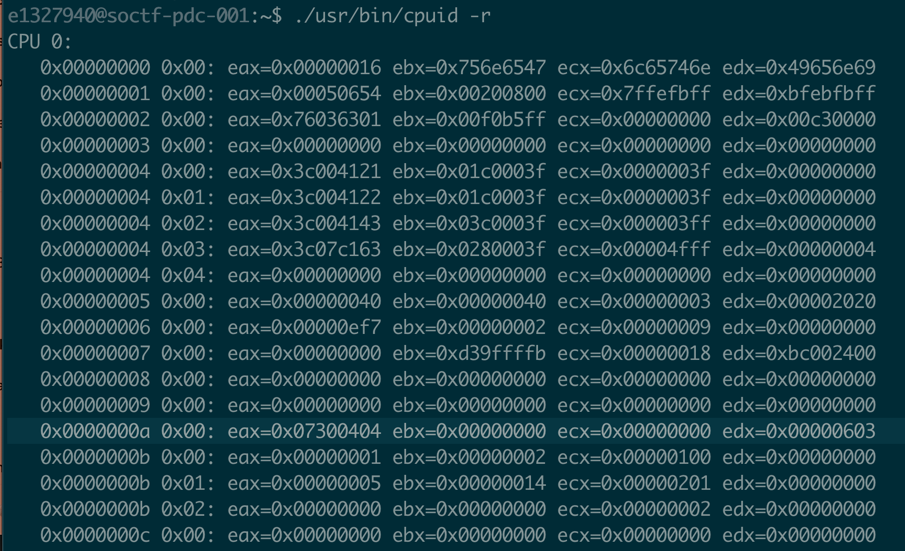 e1327940@soctf-pdc-001:~$ ./usr/bin/cpuid -r
CPU 0:
0x00000000 0x00: eax=0x00000016 ebx=0x756e6547 ecx=0x6c65746e edx=0x49656e69
0x00000001 0x00: eax=0x00050654 ebx=0x00200800 ecx=0x7ffefbff edx=0xbfebfbff
0x00000002 0x00: eax=0x76036301 ebx=0x00f0b5ff ecx=0x00000000 edx=0x00c30000
0x00000003 0x00: eax=0x00000000 ebx=0x00000000 ecx=0x00000000 edx=0x00000000
0x00000004 0x00: eax=0x3c004121 ebx=0x01c0003f ecx=0x0000003f edx=0x00000000
0x00000004 0x01: eax=0x3c004122 ebx=0x01c0003f ecx=0x0000003f edx=0x00000000
0x00000004 0x02: eax=0x3c004143 ebx=0x03c0003f ecx=0x000003ff edx=0x00000000
0x00000004 0x03: eax=0x3c07c163 ebx=0x0280003f ecx=0x00004fff edx=0x00000004
0x00000004 0x04: eax=0x00000000 ebx=0x00000000 ecx=0x00000000 edx=0x00000000
0x00000005 0x00: eax=0x00000040 ebx=0x00000040 ecx=0x00000003 edx=0x00002020
0x00000006 0x00: eax=0x00000ef7 ebx=0x00000002 ecx=0x00000009 edx=0x00000000
0x00000007 0x00: eax=0x00000000 ebx=0xd39ffffb ecx=0x00000018 edx=0xbc002400
0x00000008 0x00: eax=0x00000000 ebx=0x00000000 ecx=0x00000000 edx=0x00000000
0x00000009 0x00: eax=0x00000000 ebx=0x00000000 ecx=0x00000000 edx=0x00000000
0x0000000a 0x00: eax=0x07300404 ebx=0x00000000 ecx=0x00000000 edx=0x00000603
0x0000000b 0x00: eax=0x00000001 ebx=0x00000002 ecx=0x00000100 edx=0x00000000
0x0000000b 0x01: eax=0x00000005 ebx=0x00000014 ecx=0x00000201 edx=0x00000000
0x0000000b 0x02: eax=0x00000000 ebx=0x00000000 ecx=0x00000002 edx=0x00000000
0x0000000c 0x00: eax=0x00000000 ebx=0x00000000 ecx=0x00000000 edx=0x00000000